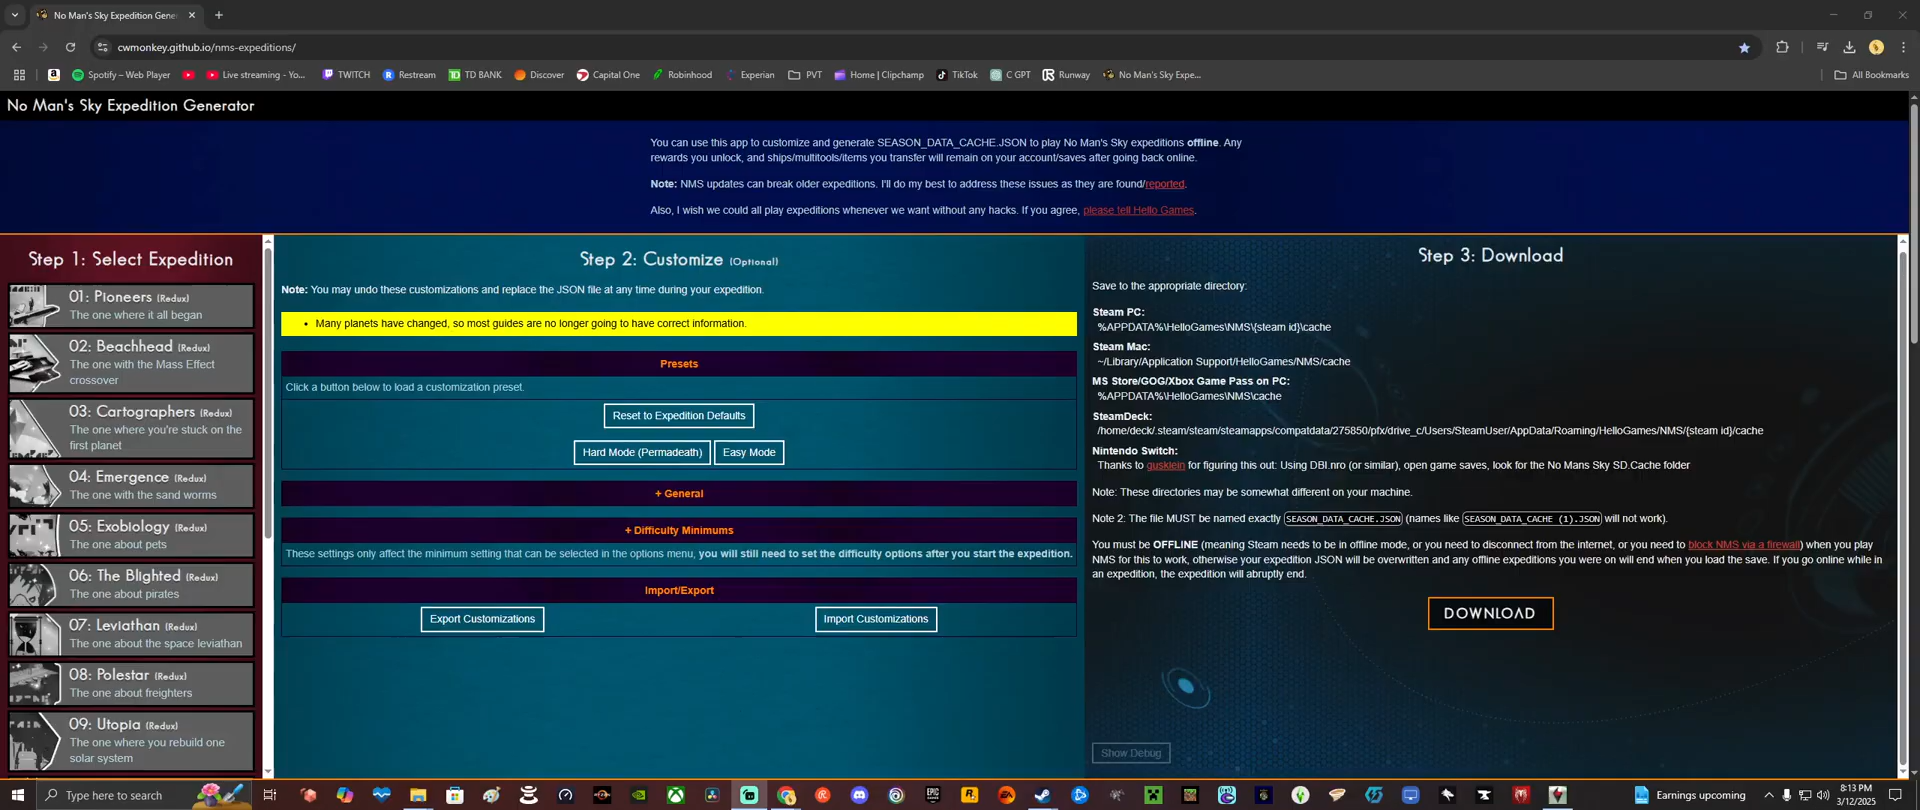 No Man's Sky Expedition Gene
cwmonkey.github.io/nms-expeditions/
Spotify – Web Player
Live streaming - Yo...
TWITCH
Restream
TD BANK
Discover
Capital One
Robinhood
Experian
PVT
Home | Clipchamp
TikTok
C GPT
Runway
No Man's Sky Expe...
All Bookmarks
No Man's Sky Expedition Generator
You can use this app to customize and generate SEASON_DATA_CACHE.JSON to play No Man's Sky expeditions offline. Any
rewards you unlock, and ships/multitools/items you transfer will remain on your account/saves after going back online.
Note: NMS updates can break older expeditions. I'll do my best to address these issues as they are found/reported.
Also, I wish we could all play expeditions whenever we want without any hacks. If you agree, please tell Hello Games.
Step 1: Select Expedition
01: Pioneers (Redux)
The one where it all began
02: Beachhead (Redux)
The one with the Mass Effect
crossover
03: Cartographers (Redux)
The one where you're stuck on the
first planet
04: Emergence (Redux)
The one with the sand worms
05: Exobiology (Redux)
The one about pets
06: The Blighted (Redux)
The one about pirates
07: Leviathan (Redux)
The one about the space leviathan
08: Polestar (Redux)
The one about freighters
09: Utopia (Redux)
The one where you rebuild one
solar system
Step 2: Customize (Optional)
Note: You may undo these customizations and replace the JSON file at any time during your expedition.
• Many planets have changed, so most guides are no longer going to have correct information.
Presets
Click a button below to load a customization preset.
Reset to Expedition Defaults
Hard Mode (Permadeath)
Easy Mode
+ General
+ Difficulty Minimums
These settings only affect the minimum setting that can be selected in the options menu, you will still need to set the difficulty options after you start the expedition.
Import/Export
Export Customizations
Import Customizations
Step 3: Download
Save to the appropriate directory:
Steam PC:
%APPDATA%\HelloGames\NMS\{steam id}\cache
Steam Mac:
~/Library/Application Support/HelloGames/NMS/cache
MS Store/GOG/Xbox Game Pass on PC:
%APPDATA%\HelloGames\NMS\cache
SteamDeck:
/home/deck/.steam/steam/steamapps/compatdata/275850/pfx/drive_c/Users/SteamUser/AppData/Roaming/HelloGames/NMS/{steam id}/cache
Nintendo Switch:
Thanks to gusklein for figuring this out: Using DBI.nro (or similar), open game saves, look for the No Mans Sky SD.Cache folder
Note: These directories may be somewhat different on your machine.
Note 2: The file MUST be named exactly SEASON_DATA_CACHE.JSON (names like SEASON_DATA_CACHE (1).JSON will not work).
You must be OFFLINE (meaning Steam needs to be in offline mode, or you need to disconnect from the internet, or you need to block NMS via a firewall) when you play
NMS for this to work, otherwise your expedition JSON will be overwritten and any offline expeditions you were on will end when you load the save. If you go online while in
an expedition, the expedition will abruptly end.
DOWNLOAD
Show Debug
Type here to search
Earnings upcoming
8:13 PM
3/12/2025